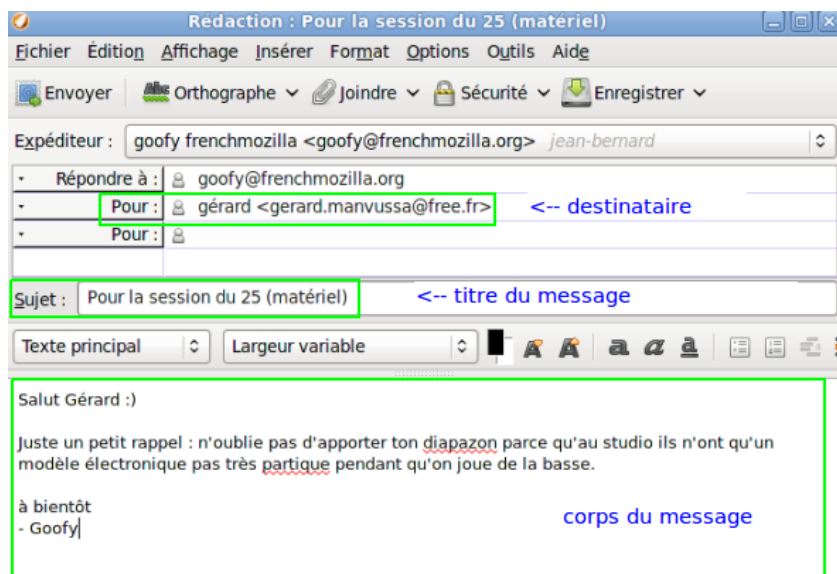 Rédaction : Pour la session du 25 (matériel)
Fichier Édition Affichage Insérer Format Options Outils Aide
Envoyer Orthographe Joindre Sécurité Enregistrer
Expéditeur : goofy frenchmozilla <goofy@frenchmozilla.org> jean-bernard
Répondre à : goofy@frenchmozilla.org
Pour : gérard <gerard.manvussa@free.fr> <-- destinataire
Pour :
Sujet : Pour la session du 25 (matériel) <-- titre du message
Texte principal Largeur variable A A a a a
Salut Gérard :)
Juste un petit rappel : n'oublie pas d'apporter ton diapazon parce qu'au studio ils n'ont qu'un
modèle électronique pas très partique pendant qu'on joue de la basse.
à bientôt
- Goofy
corps du message